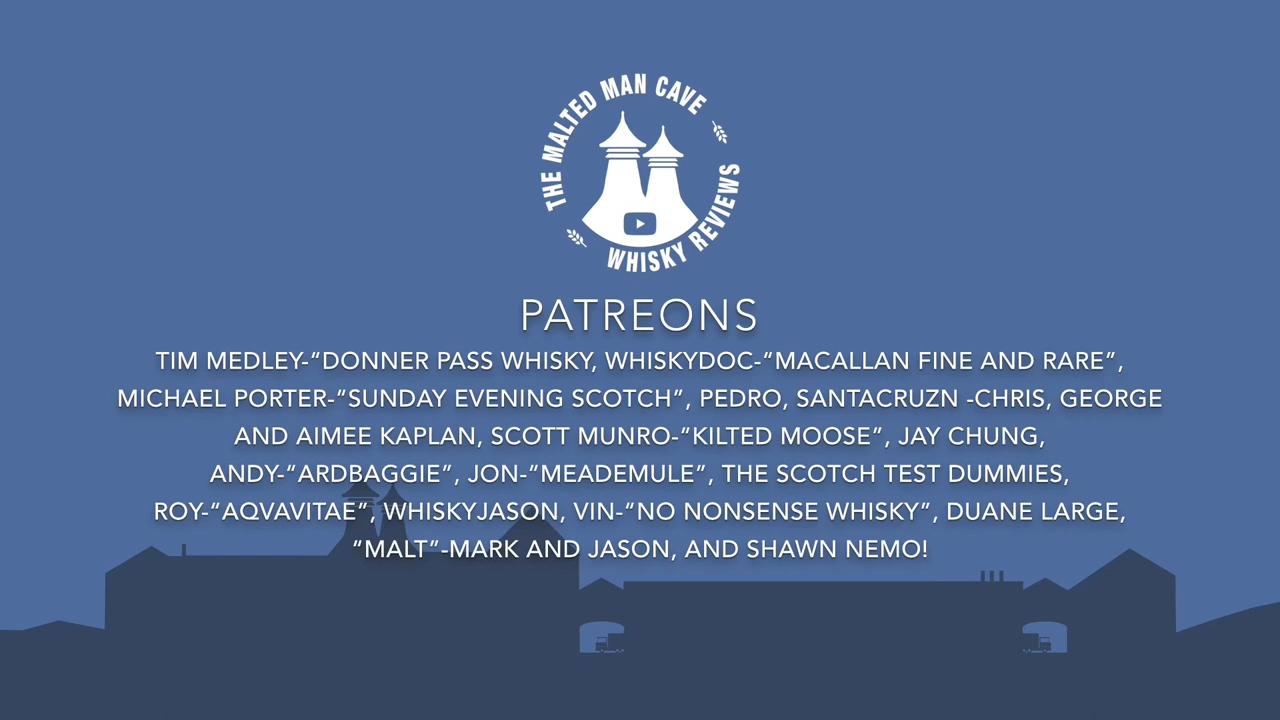 THE MALTED MAN CAVE
WHISKY REVIEWS
PATREONS
TIM MEDLEY-“DONNER PASS WHISKY, WHISKYDOC-“MACALLAN FINE AND RARE”,
MICHAEL PORTER-“SUNDAY EVENING SCOTCH”, PEDRO, SANTACRUZN -CHRIS, GEORGE
AND AIMEE KAPLAN, SCOTT MUNRO-“KILTED MOOSE”, JAY CHUNG,
ANDY-“ARDBAGGIE”, JON-“MEADEMULE”, THE SCOTCH TEST DUMMIES,
ROY-“AQVAVITAE”, WHISKYJASON, VIN-“NO NONSENSE WHISKY”, DUANE LARGE,
“MALT”-MARK AND JASON, AND SHAWN NEMO!